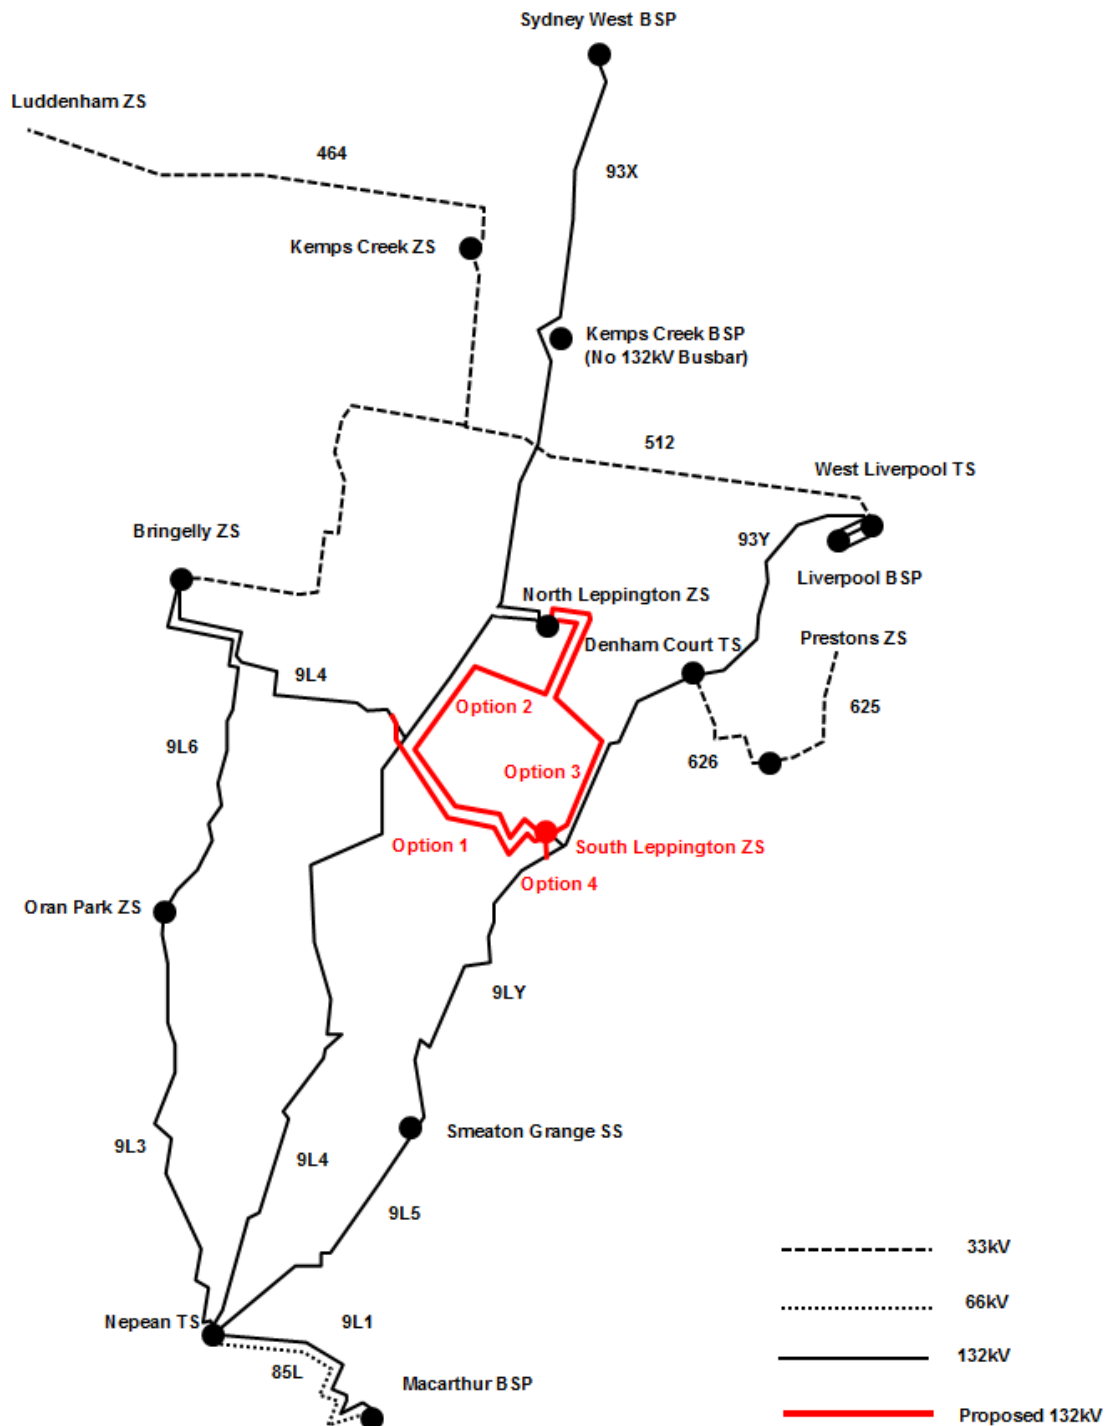 Sydney West BSP
Luddenham ZS
464
93X
Kemps Creek ZS
Kemps Creek BSP
(No 132kV Busbar)
512
West Liverpool TS
Bringelly ZS
93Y
Liverpool BSP
North Leppington ZS
Denham Court TS
Prestons ZS
9L4
Option 2
625
9L6
626
Option 3
Option 1
South Leppington ZS
Option 4
Oran Park ZS
9LY
Smeaton Grange SS
9L3
9L4
9L5
33kV
66kV
Nepean TS
9L1
132kV
85L
Macarthur BSP
Proposed 132kV